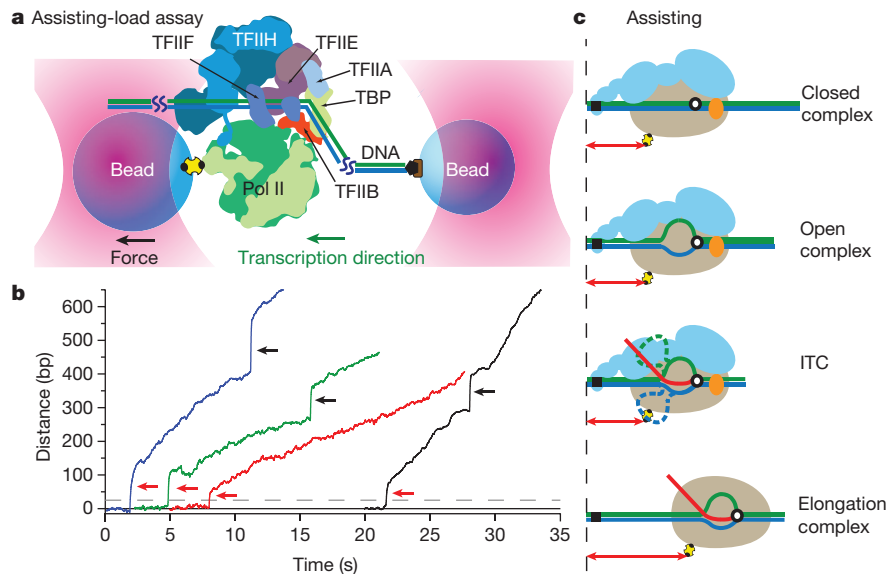 a Assisting-load assay
TFIIF
TFIIH
TFIIE
TFIIA
TBP
DNA
Bead
Bead
Pol II
TFIIB
Force
Transcription direction
b
Distance (bp)
600
500
400
300
200
100
0
0 5 10 15 20 25 30 35
Time (s)
c Assisting
Closed
complex
Open
complex
ITC
Elongation
complex